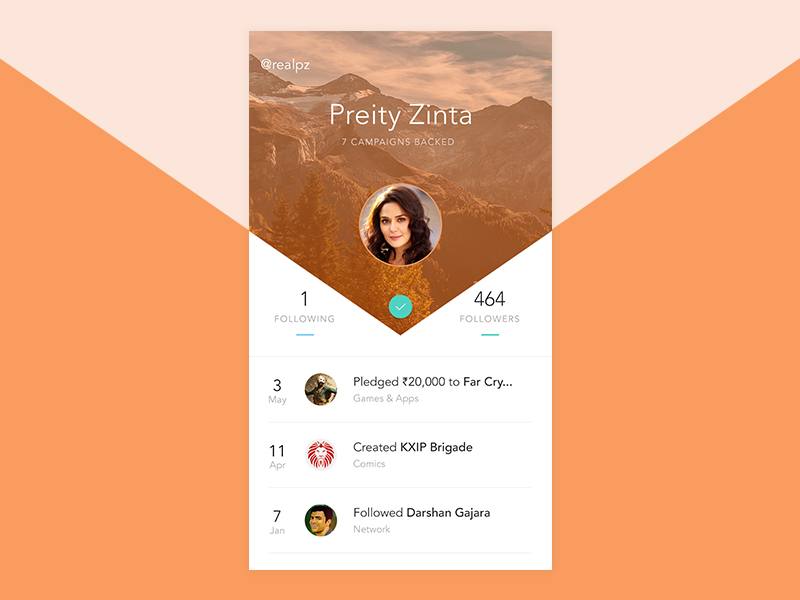 @realpz
Preity Zinta
7 CAMPAIGNS BACKED
1
FOLLOWING
464
FOLLOWERS
3
May
Pledged ₹20,000 to Far Cry...
Games & Apps
11
Apr
Created KXIP Brigade
Comics
7
Jan
Followed Darshan Gajara
Network